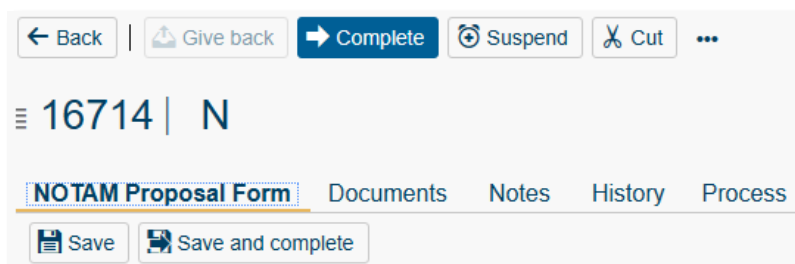 Back | Give back Complete Suspend Cut •••
16714 | N
NOTAM Proposal Form Documents Notes History Process
Save Save and complete